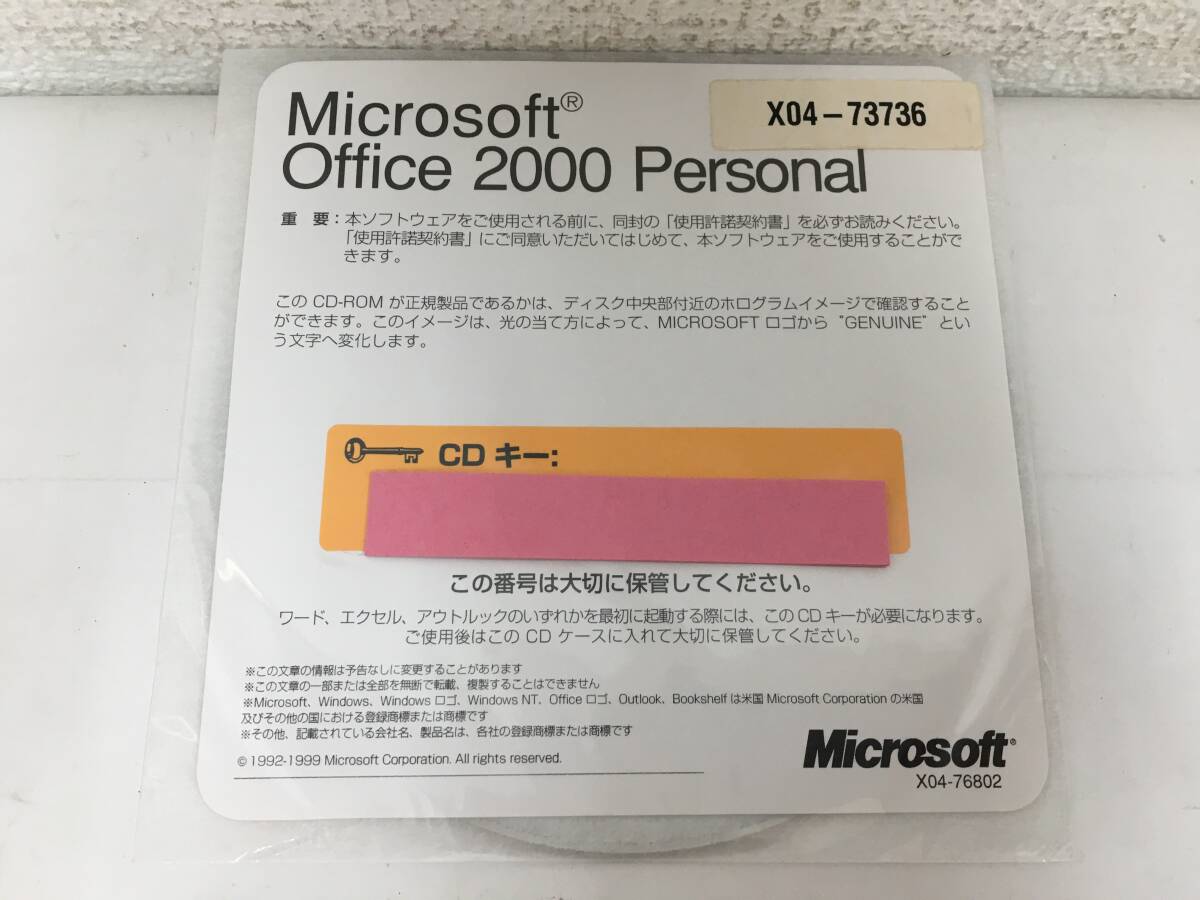 Microsoft®
X04-73736
Office 2000 Personal
重 要：本ソフトウェアをご使用される前に、同封の「使用許諾契約書」を必ずお読みください。
「使用許諾契約書」にご同意いただいてはじめて、本ソフトウェアをご使用することがで
きます。
この CD-ROM が正規製品であるかは、ディスク中央部付近のホログラムイメージで確認すること
ができます。このイメージは、光の当て方によって、MICROSOFT ロゴから "GENUINE" とい
う文字へ変化します。
CD キー:
この番号は大切に保管してください。
ワード、エクセル、アウトルックのいずれかを最初に起動する際には、この CD キーが必要になります。
ご使用後はこの CD ケースに入れて大切に保管してください。
※この文章の情報は予告なしに変更することがあります
※この文章の一部または全部を無断で転載、複製することはできません
※Microsoft、Windows、Windows ロゴ、Windows NT、Office ロゴ、Outlook、Bookshelf は米国 Microsoft Corporation の米国
及びその他の国における登録商標または商標です
※その他、記載されている会社名、製品名は、各社の登録商標または商標です
© 1992-1999 Microsoft Corporation. All rights reserved.
Microsoft®
X04-76802